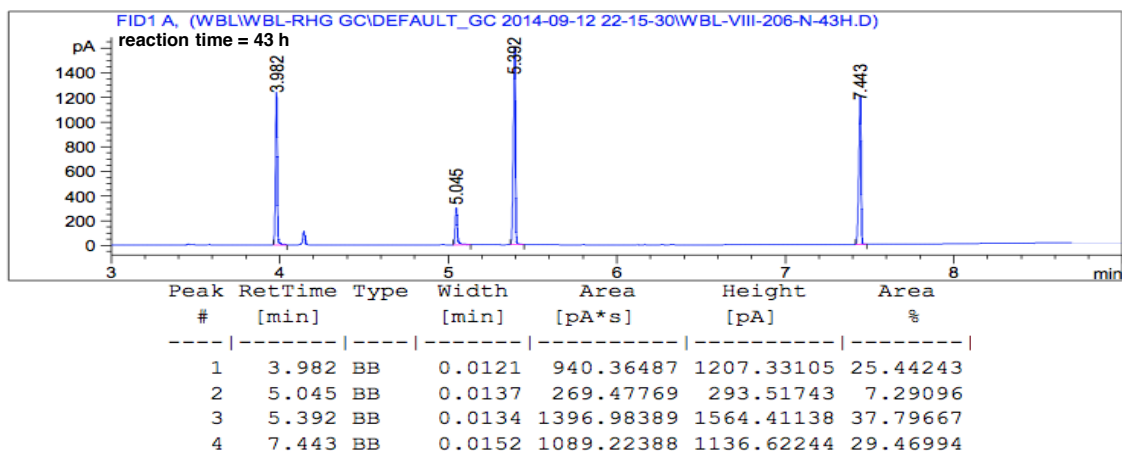 FID1 A, (WBL\WBL-RHG GC\DEFAULT_GC 2014-09-12 22-15-30\WBL-VIII-206-N-43H.D)
reaction time = 43 h
pA
1400
1200
1000
800
600
400
200
0
3.982
5.045
5.392
7.443
3 4 5 6 7 8 min
Peak RetTime Type Width Area Height Area
# [min] [min] [pA*s] [pA] %
----|-------|----|-------|----------|----------|--------|
1 3.982 BB 0.0121 940.36487 1207.33105 25.44243
2 5.045 BB 0.0137 269.47769 293.51743 7.29096
3 5.392 BB 0.0134 1396.98389 1564.41138 37.79667
4 7.443 BB 0.0152 1089.22388 1136.62244 29.46994